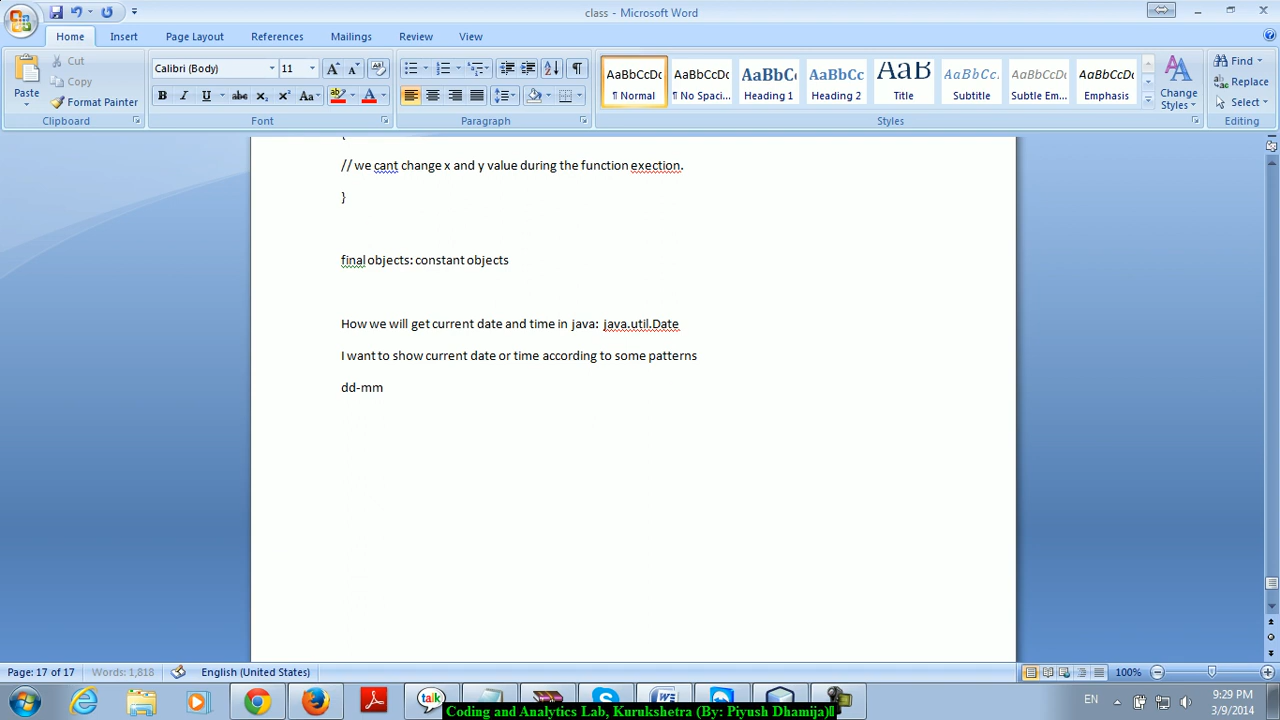 class - Microsoft Word
Home Insert Page Layout References Mailings Review View
Paste
Cut
Copy
Format Painter
Clipboard
Calibri (Body) 11
Font
Paragraph
AaBbCcDc AaBbCcDc AaBbCc AaBbCc AaB AaBbCc. AaBbCcDc AaBbCcDc
¶ Normal ¶ No Spaci... Heading 1 Heading 2 Title Subtitle Subtle Em... Emphasis
Change Styles
Styles
Find
Replace
Select
Editing
// we cant change x and y value during the function exection.
}
final objects: constant objects
How we will get current date and time in java: java.util.Date
I want to show current date or time according to some patterns
dd-mm
Page: 17 of 17 Words: 1,818 English (United States) 100%
talk
EN
9:29 PM
3/9/2014
Coding and Analytics Lab, Kurukshetra (By: Piyush Dhamija)